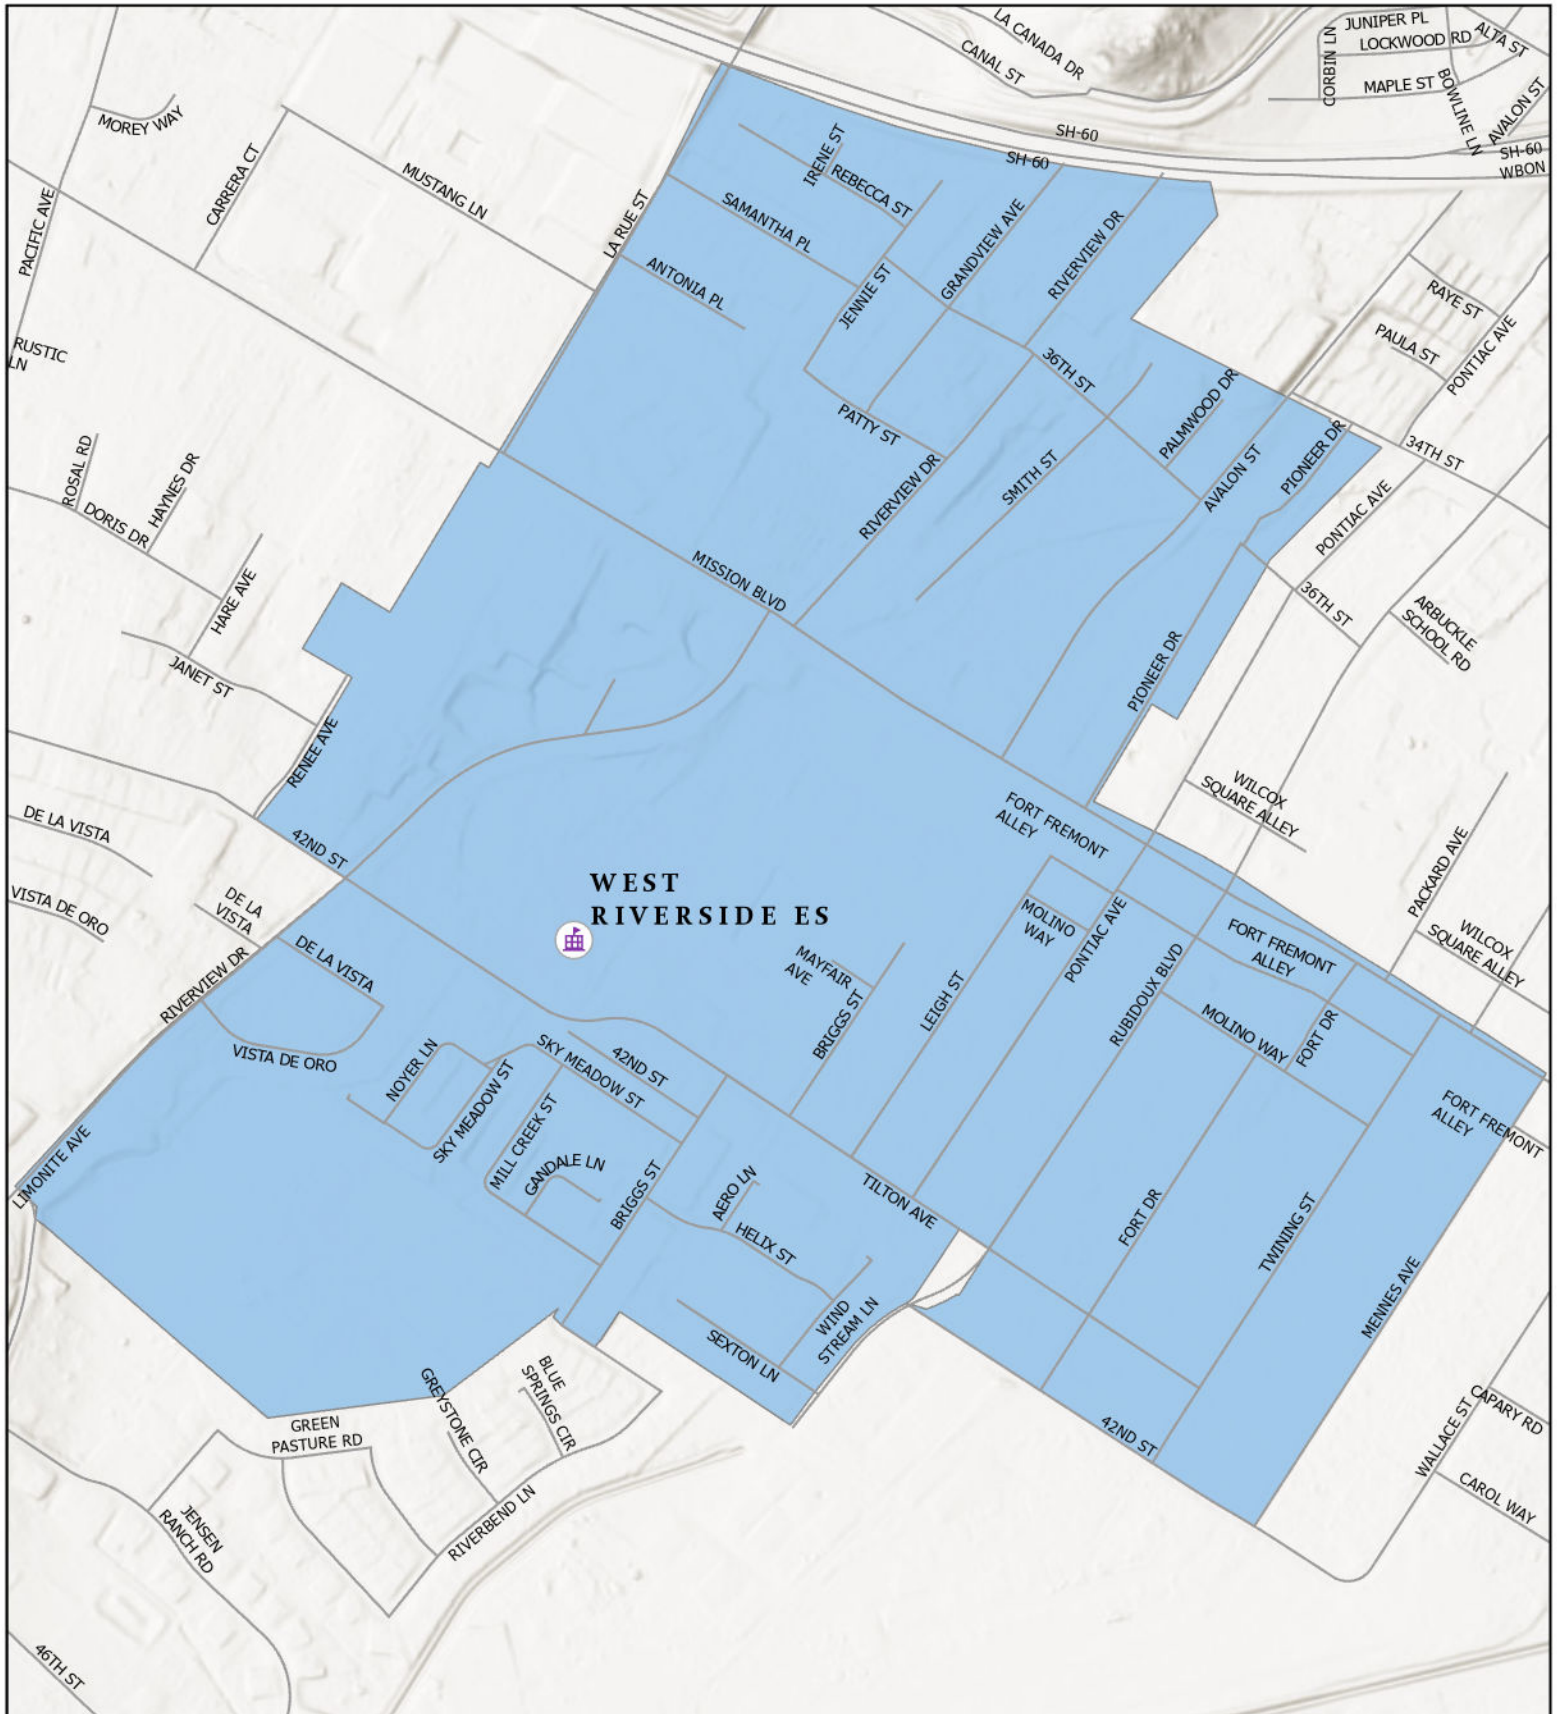 LA CANADA DR
CANAL ST
JUNIPER PL
LOCKWOOD RD
ALTA ST
CORBIN LN
MAPLE ST
BOWLINE LN
AVALON ST
SH-60
SH-60
SH-60
WBON
MOREY WAY
CARRERA CT
MUSTANG LN
PACIFIC AVE
LA RUE ST
IRENE ST
REBECCA ST
SAMANTHA PL
ANTONIA PL
JENNIE ST
GRANDVIEW AVE
RIVERVIEW DR
RAYE ST
PAULA ST
PONTIAC AVE
RUSTIC
LN
36TH ST
PALMWOOD DR
PATTY ST
RIVERVIEW DR
SMITH ST
AVALON ST
PIONEER DR
34TH ST
PONTIAC AVE
ROSAL RD
HAYNES DR
DORIS DR
HARE AVE
JANET ST
MISSION BLVD
36TH ST
ARBUCKLE
SCHOOL RD
PIONEER DR
RENEE AVE
WILCOX
SQUARE ALLEY
DE LA VISTA
42ND ST
FORT FREMONT
ALLEY
PACKARD AVE
WEST
RIVERSIDE ES
VISTA DE ORO
DE LA
VISTA
DE LA VISTA
RIVERVIEW DR
MAYFAIR
AVE
MOLINO
WAY
PONTIAC AVE
FORT FREMONT
ALLEY
WILCOX
SQUARE ALLEY
VISTA DE ORO
NOYER LN
SKY MEADOW ST
42ND ST
SKY MEADOW ST
BRIGGS ST
LEIGH ST
RUBIDOUX BLVD
MOLINO WAY
FORT DR
LIMONITE AVE
MILL CREEK ST
GANDALE LN
BRIGGS ST
AERO LN
HELIX ST
TILTON AVE
FORT DR
TWINING ST
FORT FREMONT
ALLEY
MENNES AVE
WIND
STREAM LN
SEXTON LN
BLUE
SPRINGS CIR
GREYSTONE CIR
GREEN
PASTURE RD
42ND ST
WALLACE ST
CAPARY RD
CAROL WAY
JENSEN
RANCH RD
RIVERBEND LN
46TH ST